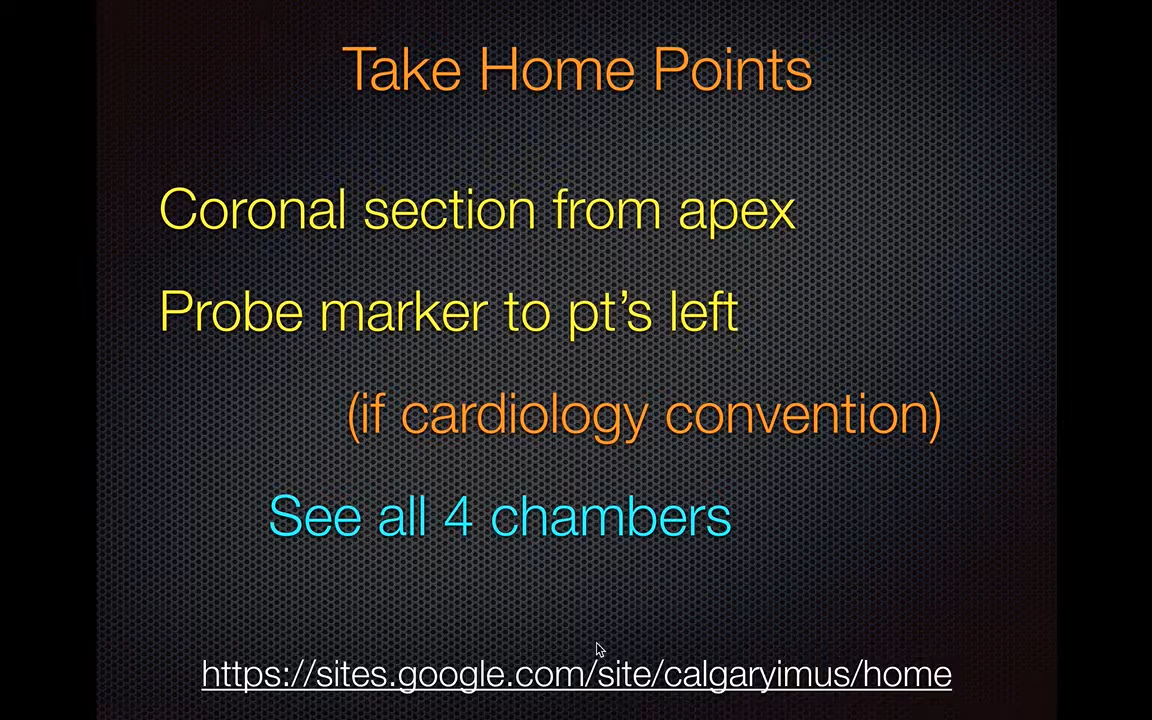 Take Home Points
Coronal section from apex
Probe marker to pt’s left
(if cardiology convention)
See all 4 chambers
https://sites.google.com/site/calgaryimus/home